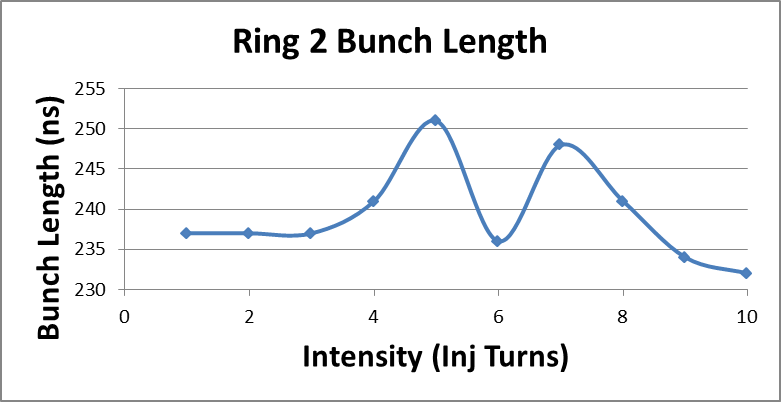 Ring 2 Bunch Length
Bunch Length (ns)
255
250
245
240
235
230
0 2 4 6 8 10
Intensity (Inj Turns)